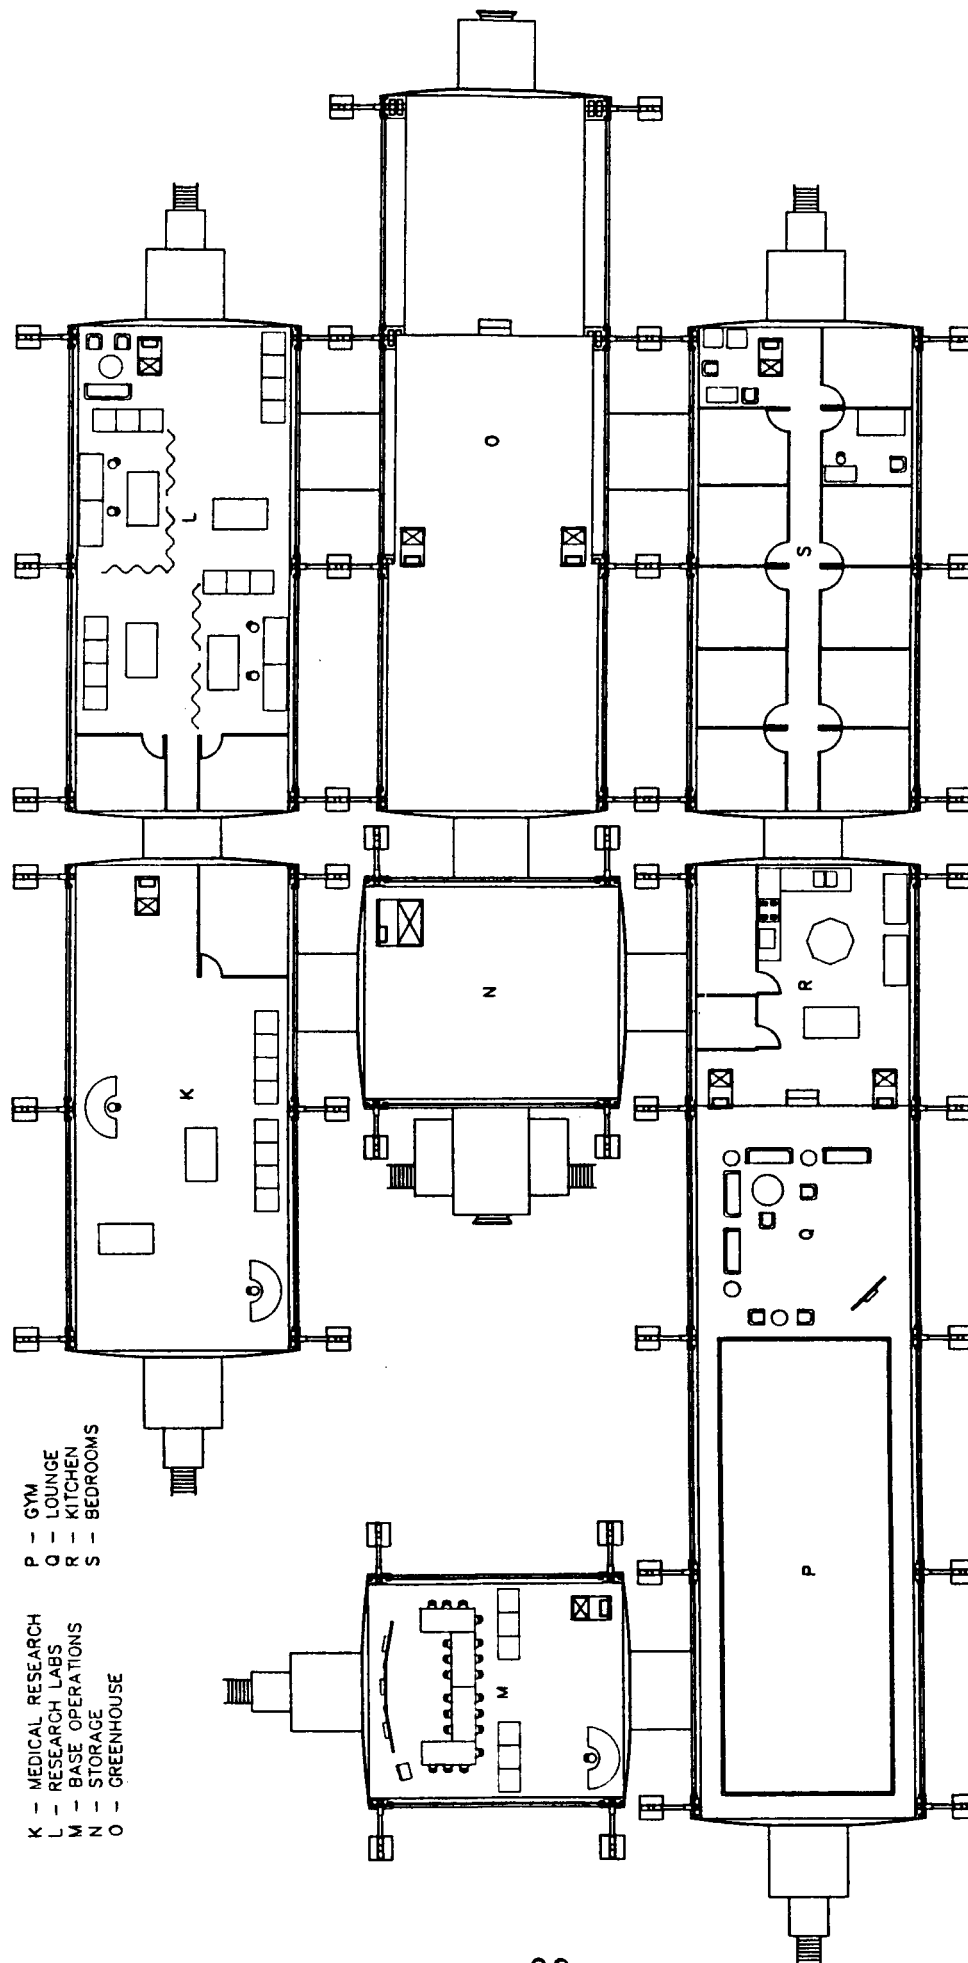 K – MEDICAL RESEARCH
L – RESEARCH LABS
M – BASE OPERATIONS
N – STORAGE
O – GREENHOUSE
P – GYM
Q – LOUNGE
R – KITCHEN
S – BEDROOMS
L
O
S
K
N
R
Q
M
P